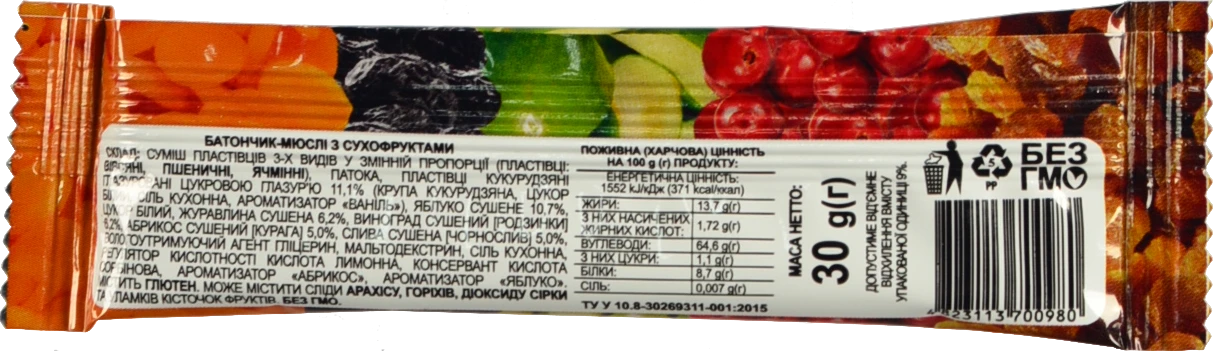 БАТОНЧИК-МЮСЛІ З СУХОФРУКТАМИ
СКЛАД: СУМІШ ПЛАСТІВЦІВ 3-Х ВИДІВ У ЗМІННІЙ ПРОПОРЦІЇ (ПЛАСТІВЦІ:
ВІВСЯНІ, ПШЕНИЧНІ, ЯЧМІННІ), ПАТОКА, ПЛАСТІВЦІ КУКУРУДЗЯНІ
ГЛАЗУРОВАНІ ЦУКРОВОЮ ГЛАЗУР'Ю 11,1% (КРУПА КУКУРУДЗЯНА, ЦУКОР
БІЛИЙ, СІЛЬ КУХОННА, АРОМАТИЗАТОР «ВАНІЛЬ»), ЯБЛУКО СУШЕНЕ 10,7%,
ЦУКОР БІЛИЙ, ЖУРАВЛИНА СУШЕНА 6,2%, ВИНОГРАД СУШЕНИЙ [РОДЗИНКИ]
6,2%, АБРИКОС СУШЕНИЙ [КУРАГА] 5,0%, СЛИВА СУШЕНА [ЧОРНОСЛИВ] 5,0%,
ВОЛОГОУТРИМУЮЧИЙ АГЕНТ ГЛІЦЕРИН, МАЛЬТОДЕКСТРИН, СІЛЬ КУХОННА,
РЕГУЛЯТОР КИСЛОТНОСТІ КИСЛОТА ЛИМОННА, КОНСЕРВАНТ КИСЛОТА
СОРБІНОВА, АРОМАТИЗАТОР «АБРИКОС», АРОМАТИЗАТОР «ЯБЛУКО».
МІСТИТЬ ГЛЮТЕН. МОЖЕ МІСТИТИ СЛІДИ АРАХІСУ, ГОРІХІВ, ДІОКСИДУ СІРКИ
ТА УЛАМКІВ КІСТОЧОК ФРУКТІВ. БЕЗ ГМО.
ПОЖИВНА (ХАРЧОВА) ЦІННІСТЬ
НА 100 g (г) ПРОДУКТУ:
ЕНЕРГЕТИЧНА ЦІННІСТЬ:
1552 kJ/кДж (371 kcal/ккал)
ЖИРИ: 13,7 g(г)
З НИХ НАСИЧЕНИХ
ЖИРНИХ КИСЛОТ: 1,72 g(г)
ВУГЛЕВОДИ: 64,6 g(г)
З НИХ ЦУКРИ: 1,1 g(г)
БІЛКИ: 8,7 g(г)
СІЛЬ: 0,007 g(г)
ТУ У 10.8-30269311-001:2015
МАСА НЕТТО:
30 g(г)
ДОПУСТИМЕ ВІД'ЄМНЕ
ВІДХИЛЕННЯ ВМІСТУ
УПАКОВАНОЇ ОДИНИЦІ 9%.
5
PP
БЕЗ
ГМО
4 823113 700980